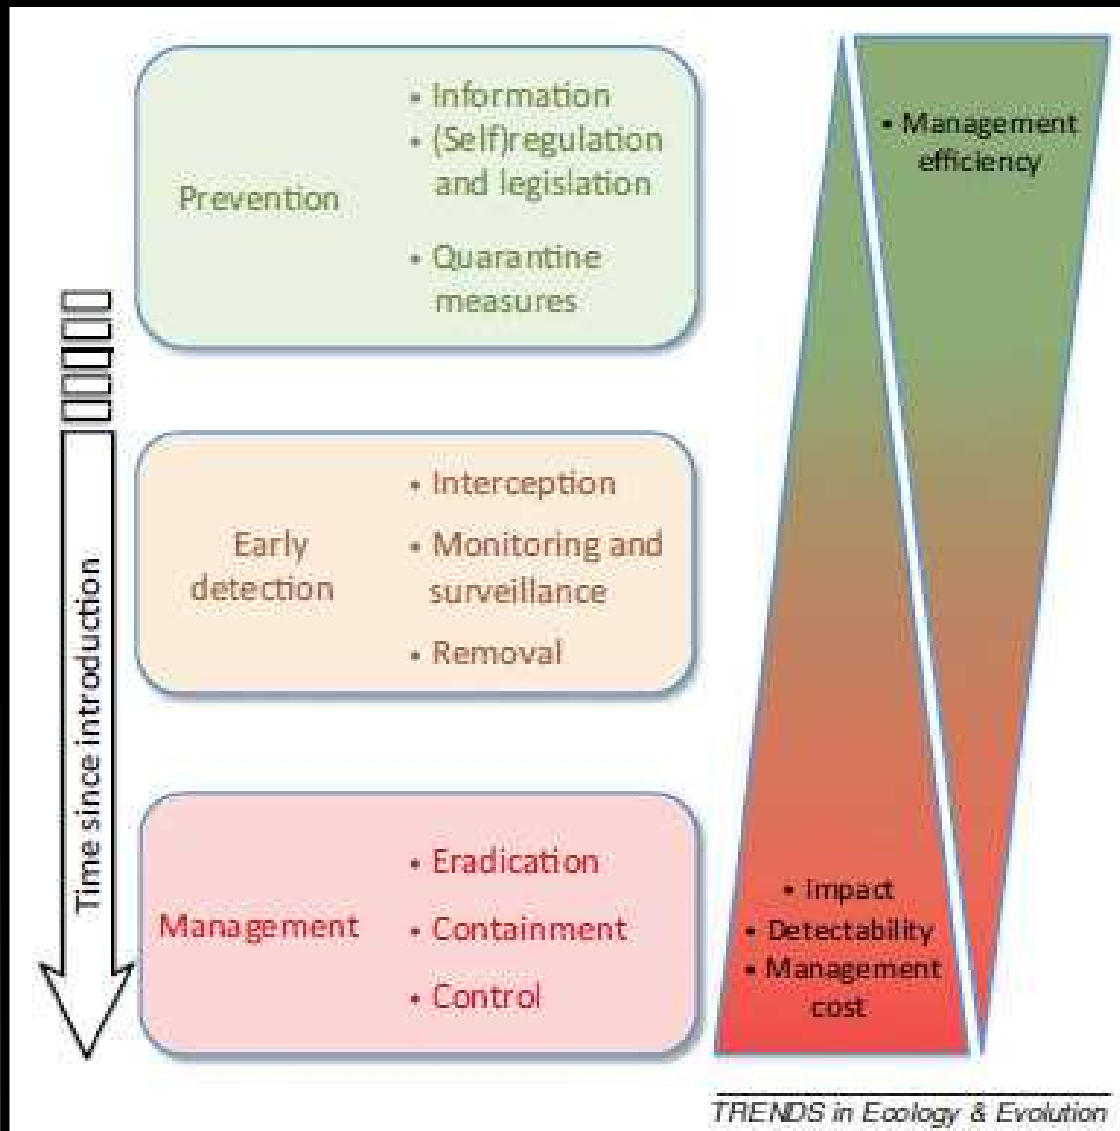 Prevention
• Information
• (Self)regulation
and legislation
• Quarantine
measures
Early
detection
• Interception
• Monitoring and
surveillance
• Removal
Management
• Eradication
• Containment
• Control
Time since introduction
• Management
efficiency
• Impact
• Detectability
• Management
cost
TRENDS in Ecology & Evolution